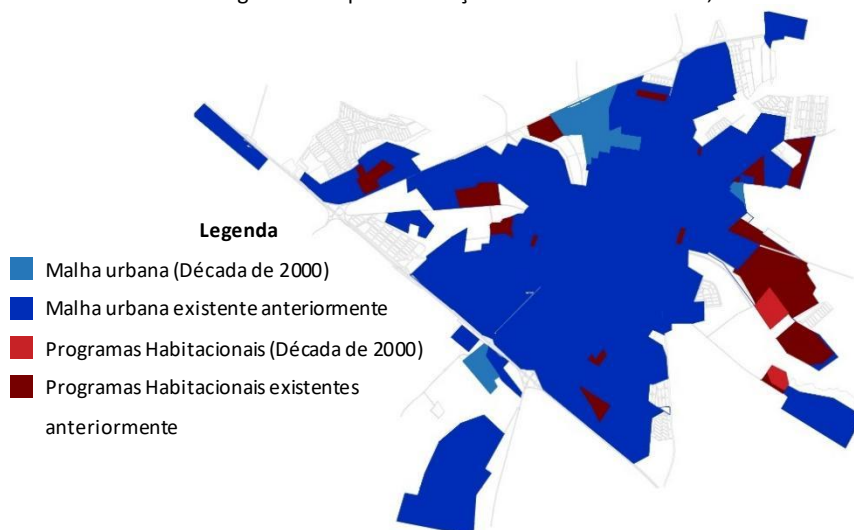 Legenda
Malha urbana (Década de 2000)
Malha urbana existente anteriormente
Programas Habitacionais (Década de 2000)
Programas Habitacionais existentes
anteriormente